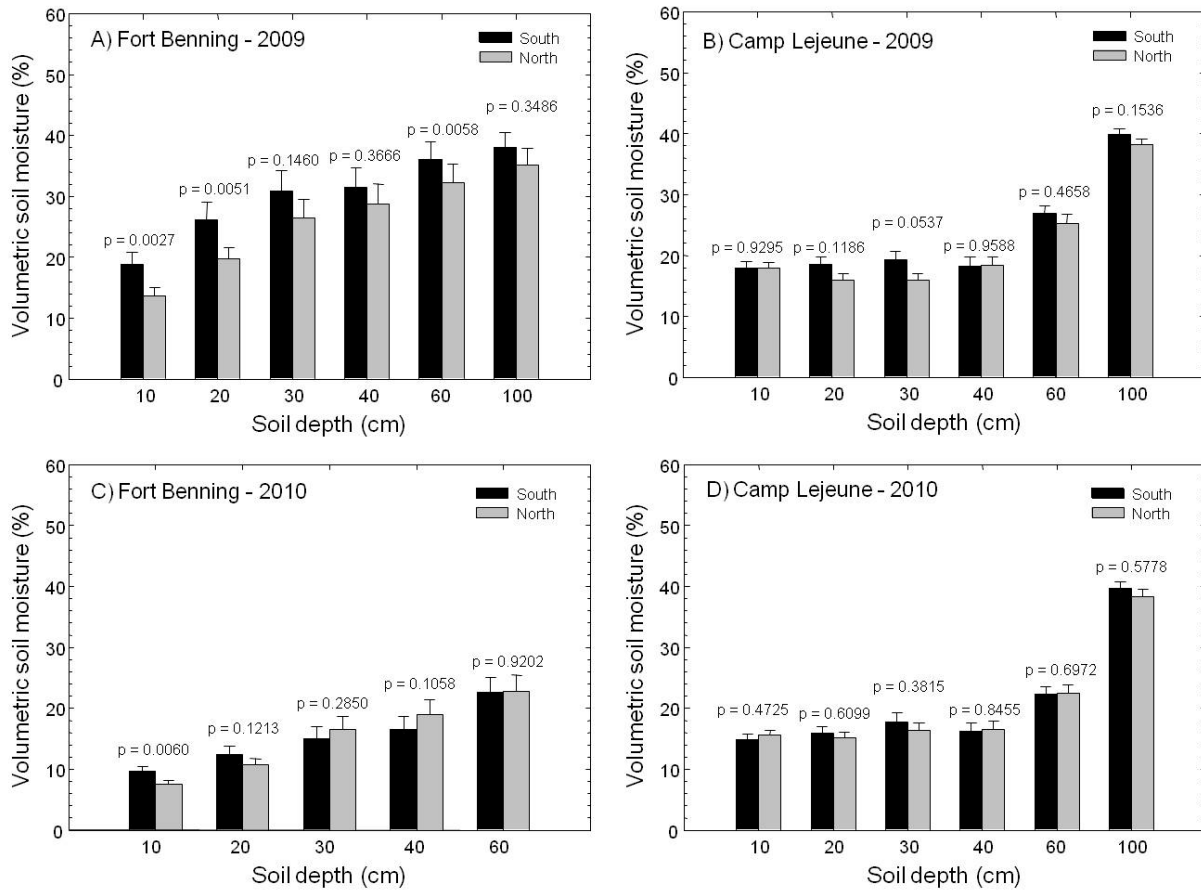 A) Fort Benning - 2009
South
North
Volumetric soil moisture (%)
60
50
40
30
20
10
0
p = 0.0027
p = 0.0051
p = 0.1460
p = 0.3666
p = 0.0058
p = 0.3486
10 20 30 40 60 100
Soil depth (cm)
B) Camp Lejeune - 2009
South
North
Volumetric soil moisture (%)
60
50
40
30
20
10
0
p = 0.9295
p = 0.1186
p = 0.0537
p = 0.9588
p = 0.4658
p = 0.1536
10 20 30 40 60 100
Soil depth (cm)
C) Fort Benning - 2010
South
North
Volumetric soil moisture (%)
60
50
40
30
20
10
0
p = 0.0060
p = 0.1213
p = 0.2850
p = 0.1058
p = 0.9202
10 20 30 40 60
Soil depth (cm)
D) Camp Lejeune - 2010
South
North
Volumetric soil moisture (%)
60
50
40
30
20
10
0
p = 0.4725
p = 0.6099
p = 0.3815
p = 0.8455
p = 0.6972
p = 0.5778
10 20 30 40 60 100
Soil depth (cm)